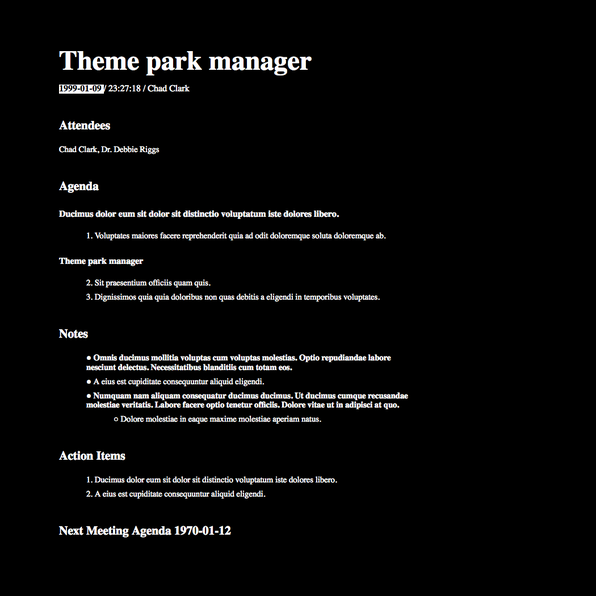 Theme park manager
1999-01-09 / 23:27:18 / Chad Clark
Attendees
Chad Clark, Dr. Debbie Riggs
Agenda
Ducimus dolor eum sit dolor sit distinctio voluptatum iste dolores libero.
1. Voluptates maiores facere reprehenderit quia ad odit doloremque soluta doloremque ab.
Theme park manager
2. Sit praesentium officiis quam quis.
3. Dignissimos quia quia doloribus non quas debitis a eligendi in temporibus voluptates.
Notes
● Omnis ducimus mollitia voluptas cum voluptas molestias. Optio repudiandae labore
nesciunt delectus. Necessitatibus blanditiis cum totam eos.
● A eius est cupiditate consequuntur aliquid eligendi.
● Numquam nam aliquam consequatur ducimus ducimus. Ut ducimus cumque recusandae
molestiae veritatis. Labore facere optio tenetur officiis. Dolore vitae ut in adipisci at quo.
○ Dolore molestiae in eaque maxime molestiae aperiam natus.
Action Items
1. Ducimus dolor eum sit dolor sit distinctio voluptatum iste dolores libero.
2. A eius est cupiditate consequuntur aliquid eligendi.
Next Meeting Agenda 1970-01-12